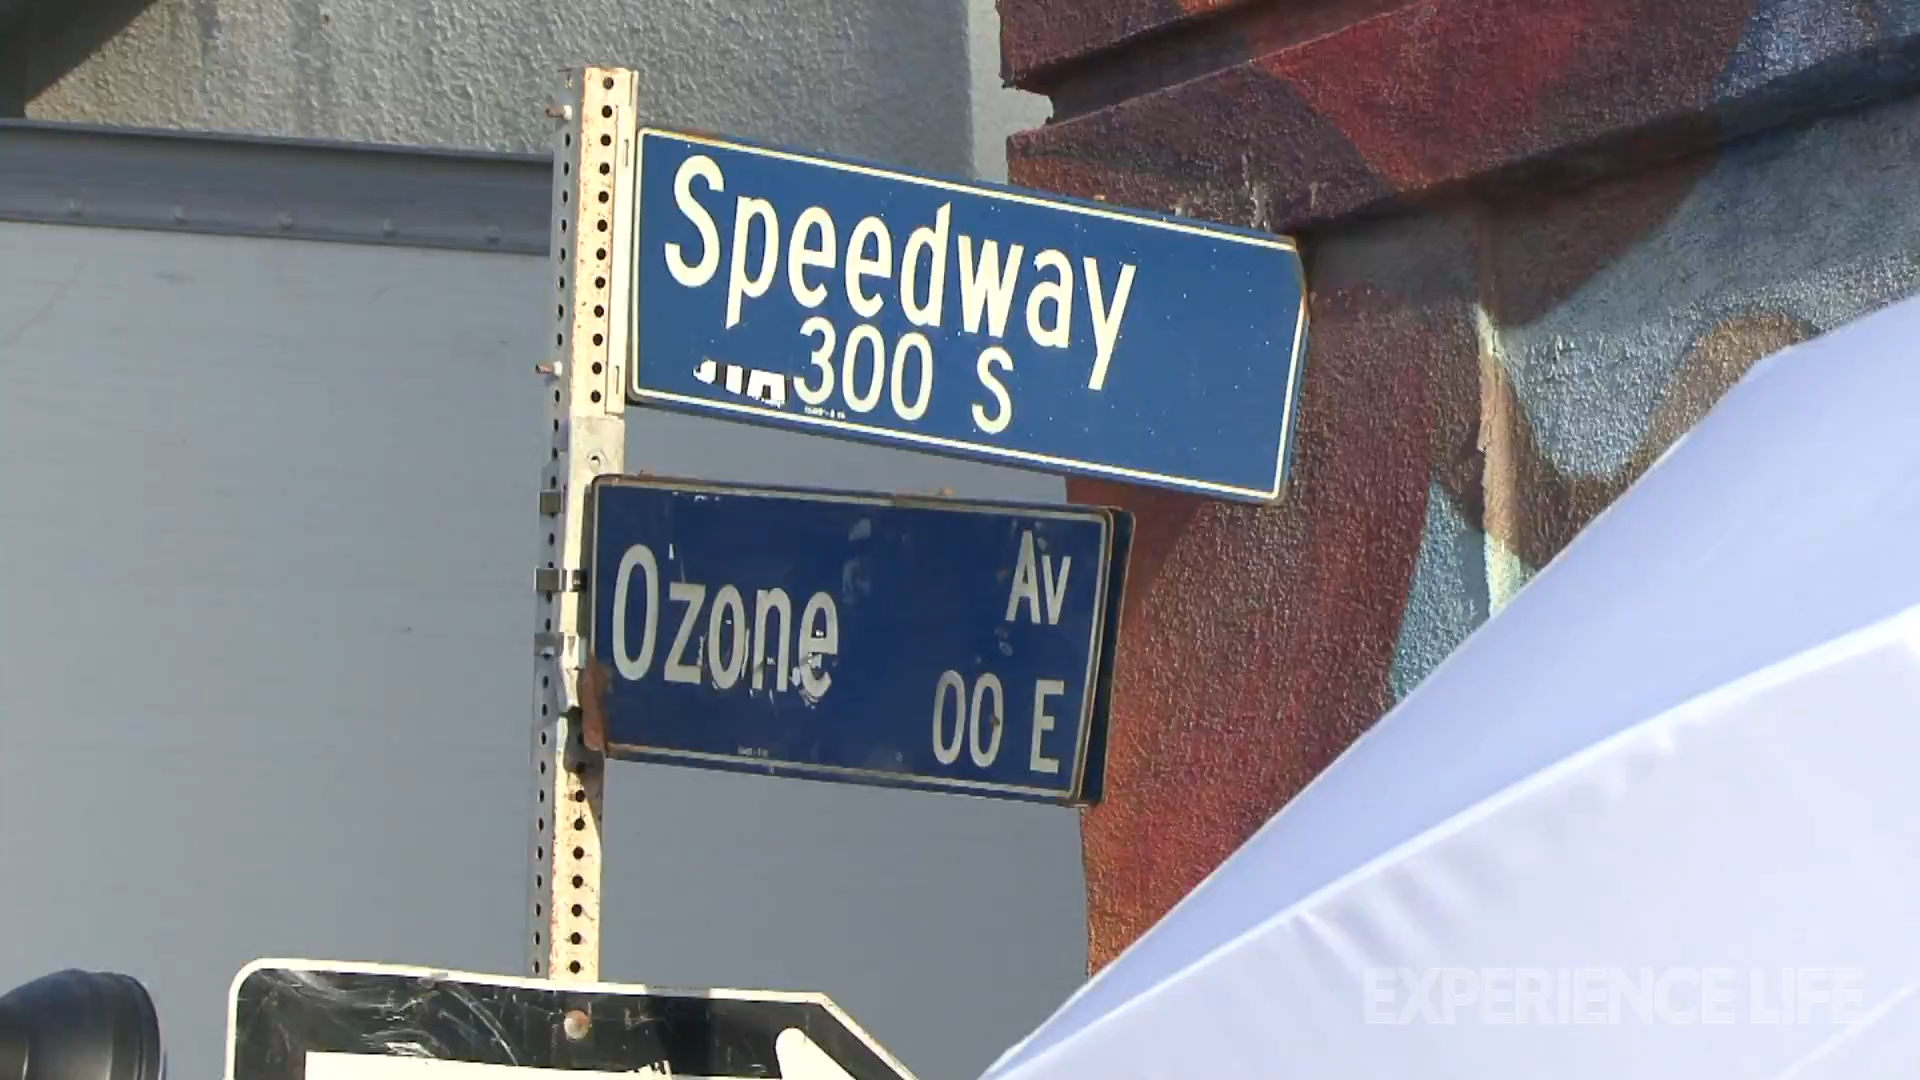 Speedway
300 S
Ozone Av
00 E
EXPERIENCE LIFE